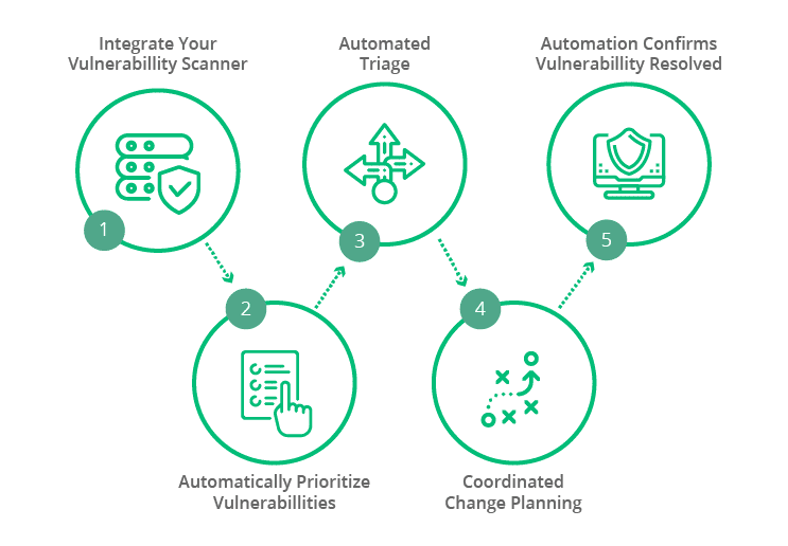 Integrate Your
Vulnerabillity Scanner
1
Automatically Prioritize
Vulnerabillities
2
Automated
Triage
3
Coordinated
Change Planning
4
Automation Confirms
Vulnerabillity Resolved
5